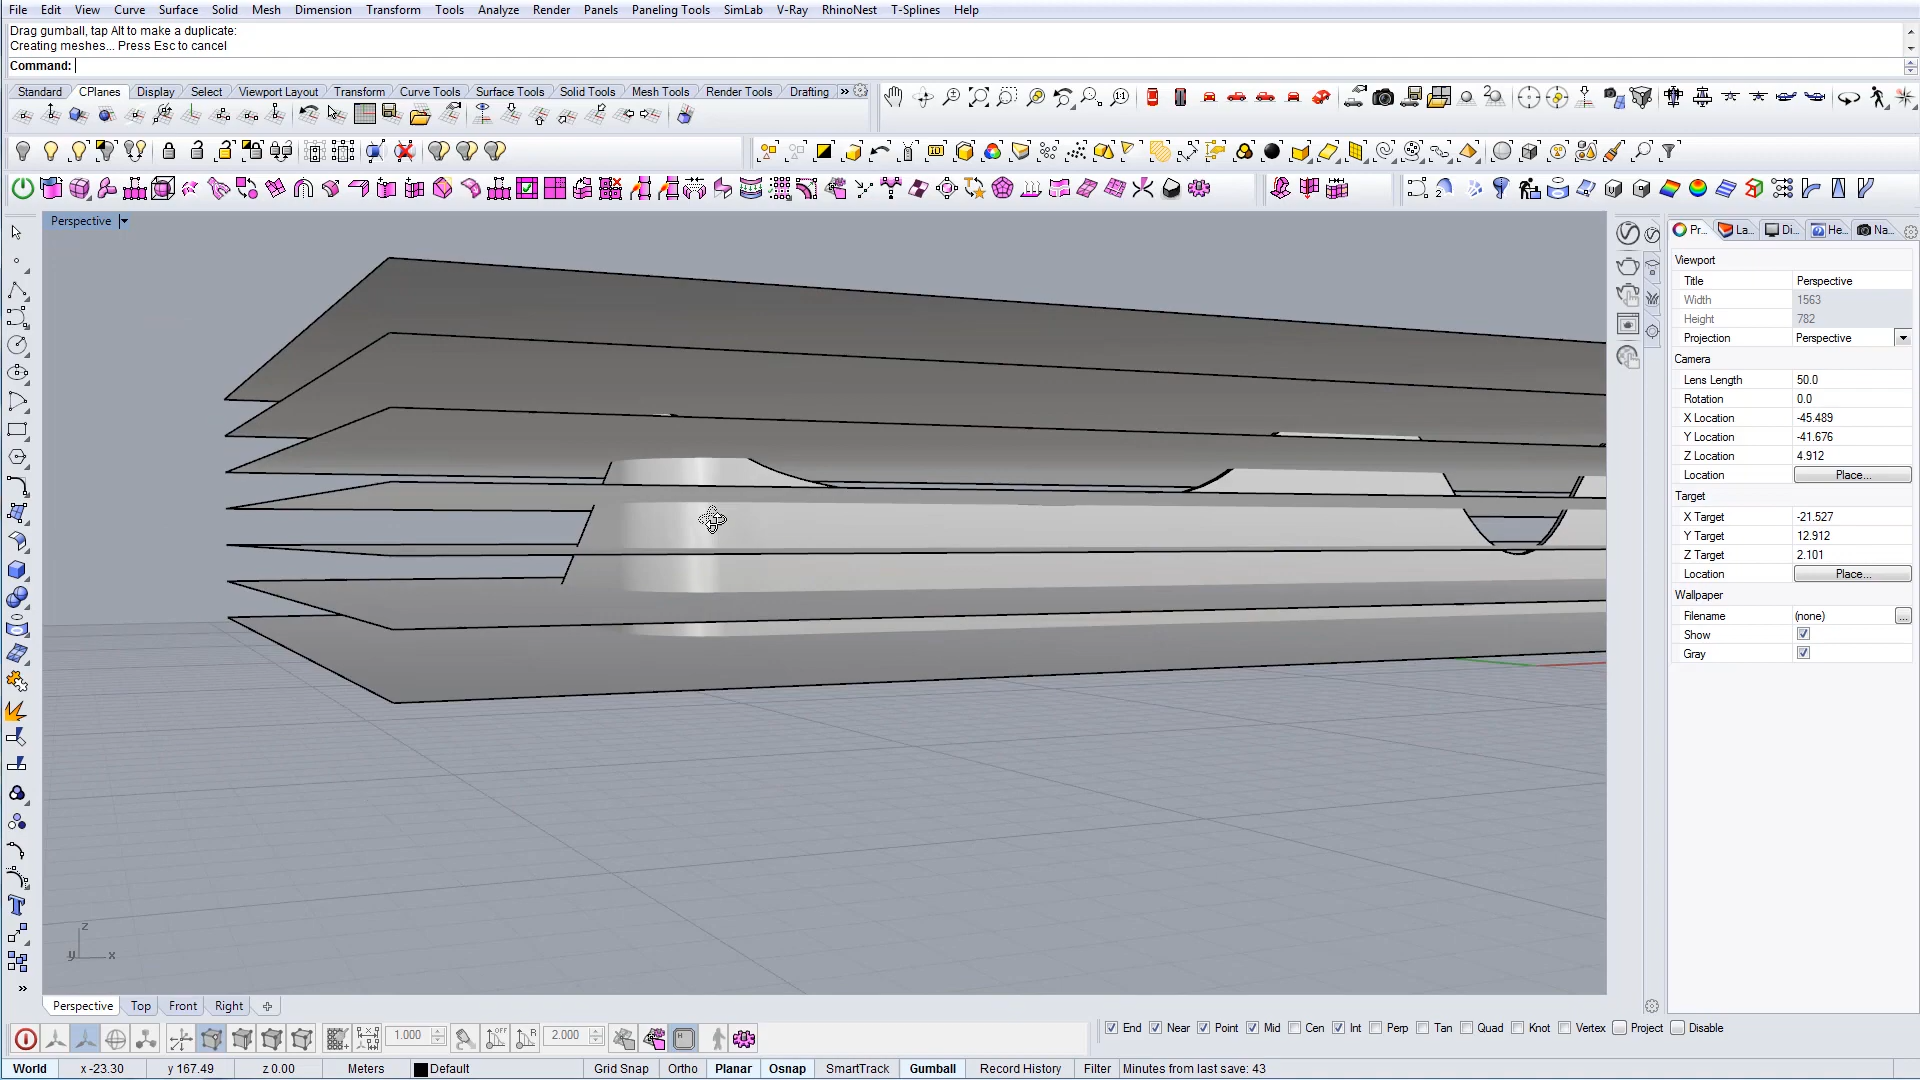 File Edit View Curve Surface Solid Mesh Dimension Transform Tools Analyze Render Panels Paneling Tools SimLab V-Ray RhinoNest T-Splines Help
Drag gumball, tap Alt to make a duplicate:
Creating meshes... Press Esc to cancel
Command:
Standard CPlanes Display Select Viewport Layout Transform Curve Tools Surface Tools Solid Tools Mesh Tools Render Tools Drafting »
Perspective
Pr... La... Di... He... Na...
Viewport
Title Perspective
Width 1563
Height 782
Projection Perspective
Camera
Lens Length 50.0
Rotation 0.0
X Location -45.489
Y Location -41.676
Z Location 4.912
Location Place...
Target
X Target -21.527
Y Target 12.912
Z Target 2.101
Location Place...
Wallpaper
Filename (none) ...
Show
Gray
z
y x
»
Perspective Top Front Right
1.000 OFF R 2.000
End Near Point Mid Cen Int Perp Tan Quad Knot Vertex Project Disable
World x -23.30 y 167.49 z 0.00 Meters Default Grid Snap Ortho Planar Osnap SmartTrack Gumball Record History Filter Minutes from last save: 43